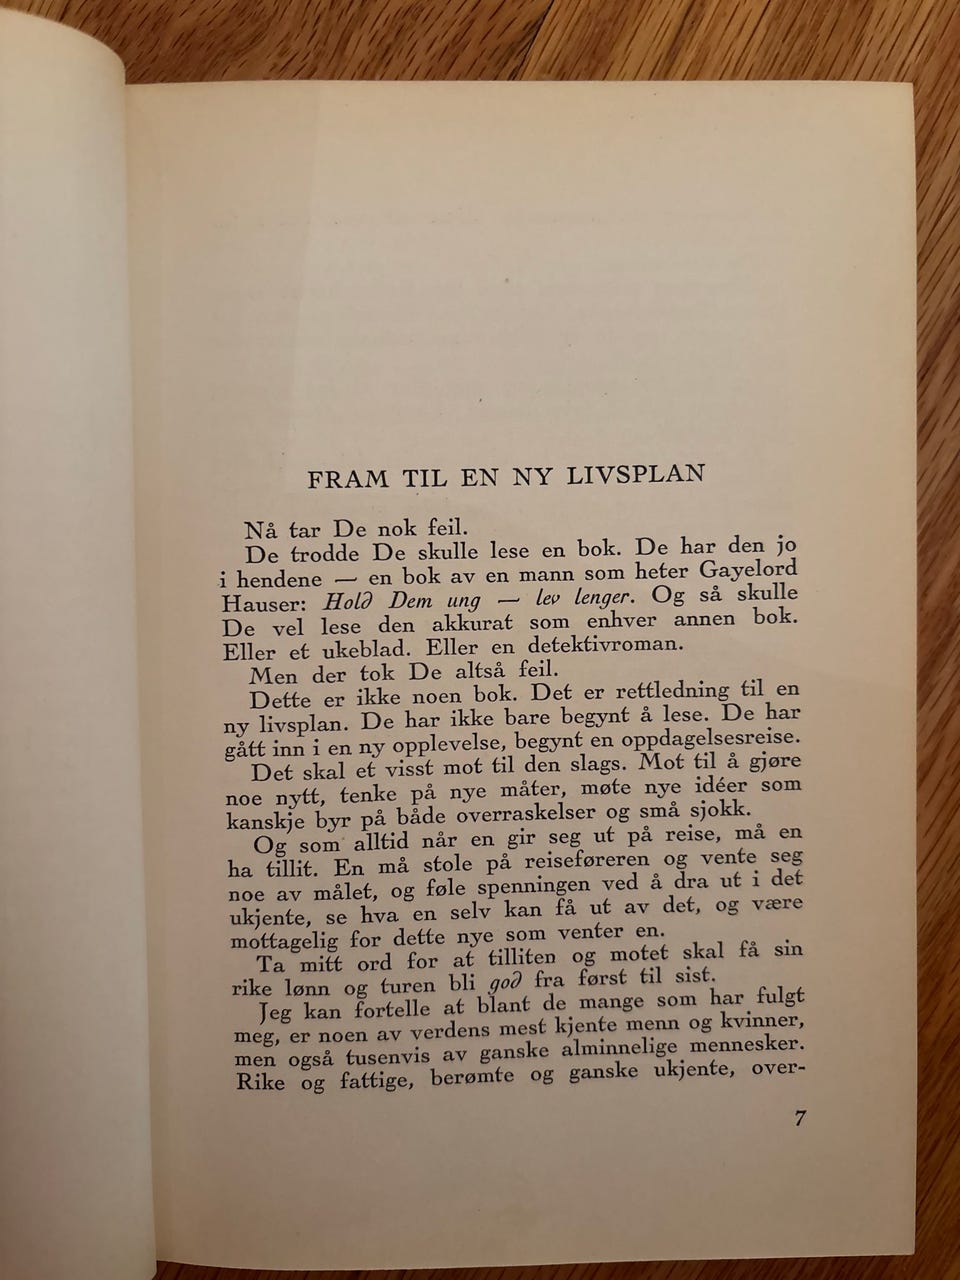 FRAM TIL EN NY LIVSPLAN
Nå tar De nok feil.
De trodde De skulle lese en bok. De har den jo
i hendene — en bok av en mann som heter Gayelord
Hauser: Hold Dem ung — lev lenger. Og så skulle
De vel lese den akkurat som enhver annen bok.
Eller et ukeblad. Eller en detektivroman.
Men der tok De altså feil.
Dette er ikke noen bok. Det er rettledning til en
ny livsplan. De har ikke bare begynt å lese. De har
gått inn i en ny opplevelse, begynt en oppdagelsesreise.
Det skal et visst mot til den slags. Mot til å gjøre
noe nytt, tenke på nye måter, møte nye idéer som
kanskje byr på både overraskelser og små sjokk.
Og som alltid når en gir seg ut på reise, må en
ha tillit. En må stole på reiseføreren og vente seg
noe av målet, og føle spenningen ved å dra ut i det
ukjente, se hva en selv kan få ut av det, og være
mottagelig for dette nye som venter en.
Ta mitt ord for at tilliten og motet skal få sin
rike lønn og turen bli god fra først til sist.
Jeg kan fortelle at blant de mange som har fulgt
meg, er noen av verdens mest kjente menn og kvinner,
men også tusenvis av ganske alminnelige mennesker.
Rike og fattige, berømte og ganske ukjente, over-
7